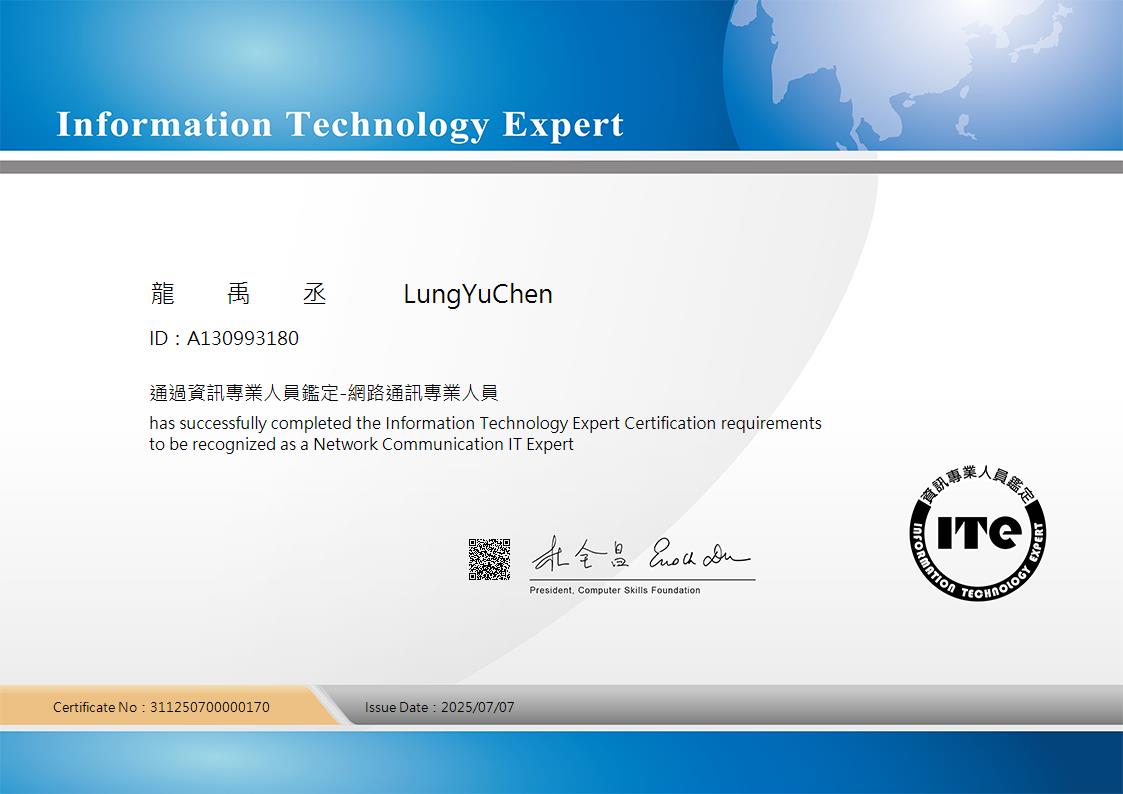 Information Technology Expert
龍 禹 丞 LungYuChen
ID：A130993180
通過資訊專業人員鑑定-網路通訊專業人員
has successfully completed the Information Technology Expert Certification requirements
to be recognized as a Network Communication IT Expert
資訊專業人員鑑定
ITe
INFORMATION TECHNOLOGY EXPERT
杜全昌 Enoch Du
President, Computer Skills Foundation
Certificate No：311250700000170
Issue Date：2025/07/07